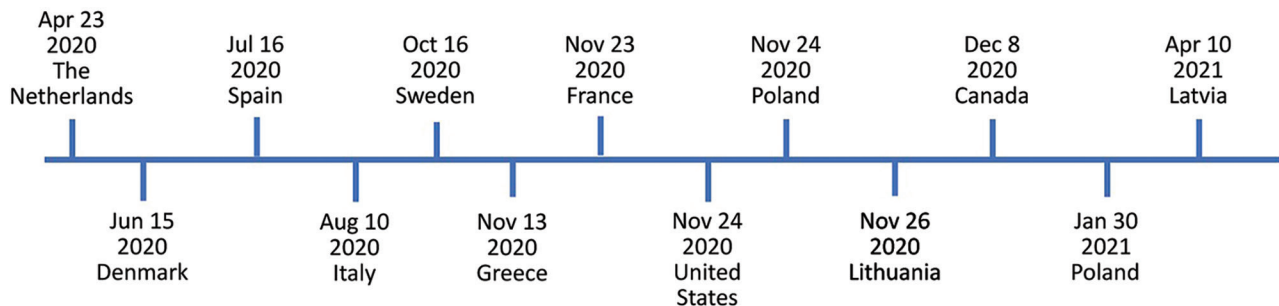 Apr 23
2020
The
Netherlands
Jun 15
2020
Denmark
Jul 16
2020
Spain
Aug 10
2020
Italy
Oct 16
2020
Sweden
Nov 13
2020
Greece
Nov 23
2020
France
Nov 24
2020
United
States
Nov 24
2020
Poland
Nov 26
2020
Lithuania
Dec 8
2020
Canada
Jan 30
2021
Poland
Apr 10
2021
Latvia